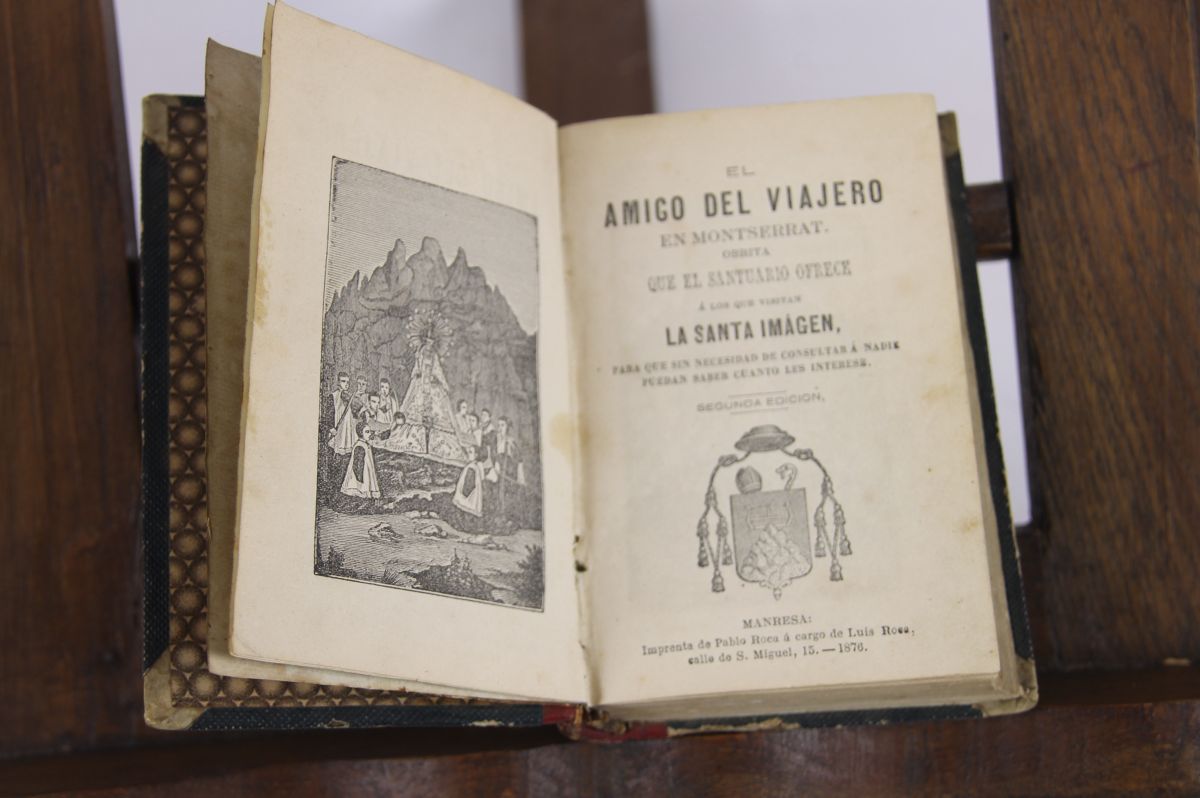 EL
AMIGO DEL VIAJERO
EN MONTSERRAT.
OBRITA
QUE EL SANTUARIO OFRECE
Á LOS QUE VISITAN
LA SANTA IMÁGEN,
PARA QUE SIN NECESIDAD DE CONSULTAR Á NADIE
PUEDAN SABER CUANTO LES INTERESE.
SEGUNDA EDICION,
MANRESA:
Imprenta de Pablo Roca á cargo de Luis Roca,
calle de S. Miguel, 15.—1876.